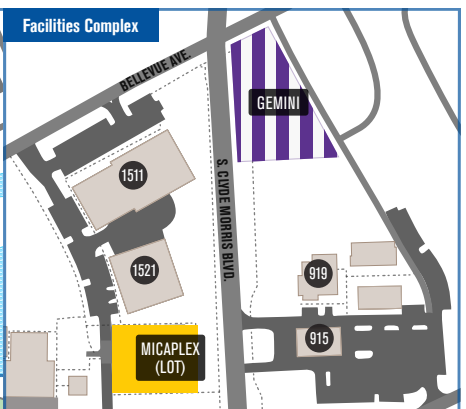 Facilities Complex
BELLEVUE AVE.
GEMINI
1511
S. CLYDE MORRIS BLVD.
1521
919
915
MICAPLEX
(LOT)